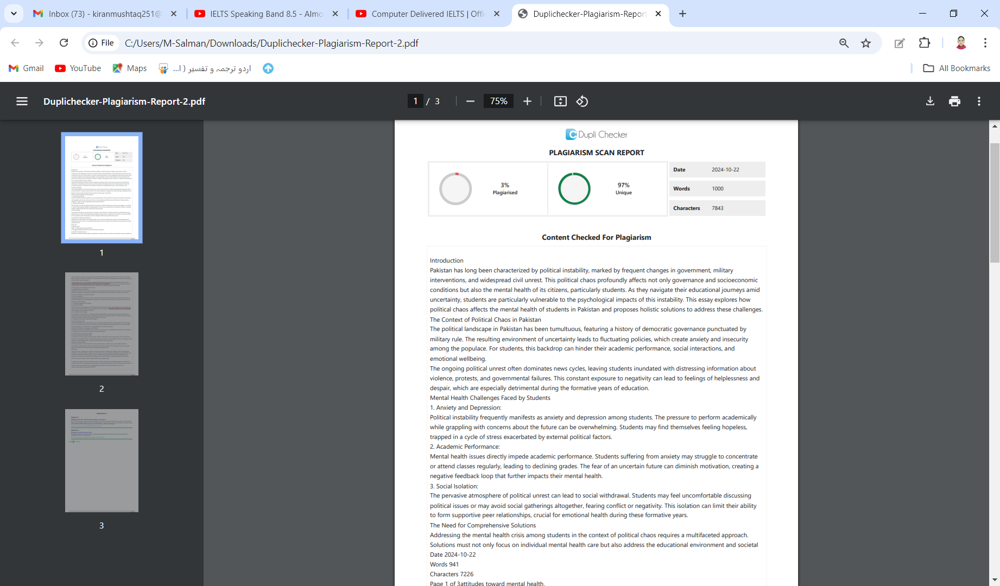 Inbox (73) - kiranmushtaq251@
IELTS Speaking Band 8.5 - Almo
Computer Delivered IELTS | Offi
Duplichecker-Plagiarism-Report
File
C:/Users/M-Salman/Downloads/Duplichecker-Plagiarism-Report-2.pdf
Gmail
YouTube
Maps
اردو ترجمہ و تفسیر ( ا...
All Bookmarks
Duplichecker-Plagiarism-Report-2.pdf
1 / 3
75%
1
2
3
Dupli Checker
PLAGIARISM SCAN REPORT
3%
Plagiarised
97%
Unique
Date 2024-10-22
Words 1000
Characters 7843
Content Checked For Plagiarism
Introduction
Pakistan has long been characterized by political instability, marked by frequent changes in government, military
interventions, and widespread civil unrest. This political chaos profoundly affects not only governance and socioeconomic
conditions but also the mental health of its citizens, particularly students. As they navigate their educational journeys amid
uncertainty, students are particularly vulnerable to the psychological impacts of this instability. This essay explores how
political chaos affects the mental health of students in Pakistan and proposes holistic solutions to address these challenges.
The Context of Political Chaos in Pakistan
The political landscape in Pakistan has been tumultuous, featuring a history of democratic governance punctuated by
military rule. The resulting environment of uncertainty leads to fluctuating policies, which create anxiety and insecurity
among the populace. For students, this backdrop can hinder their academic performance, social interactions, and
emotional wellbeing.
The ongoing political unrest often dominates news cycles, leaving students inundated with distressing information about
violence, protests, and governmental failures. This constant exposure to negativity can lead to feelings of helplessness and
despair, which are especially detrimental during the formative years of education.
Mental Health Challenges Faced by Students
1. Anxiety and Depression:
Political instability frequently manifests as anxiety and depression among students. The pressure to perform academically
while grappling with concerns about the future can be overwhelming. Students may find themselves feeling hopeless,
trapped in a cycle of stress exacerbated by external political factors.
2. Academic Performance:
Mental health issues directly impede academic performance. Students suffering from anxiety may struggle to concentrate
or attend classes regularly, leading to declining grades. The fear of an uncertain future can diminish motivation, creating a
negative feedback loop that further impacts their mental health.
3. Social Isolation:
The pervasive atmosphere of political unrest can lead to social withdrawal. Students may feel uncomfortable discussing
political issues or may avoid social gatherings altogether, fearing conflict or negativity. This isolation can limit their ability
to form supportive peer relationships, crucial for emotional health during these formative years.
The Need for Comprehensive Solutions
Addressing the mental health crisis among students in the context of political chaos requires a multifaceted approach.
Solutions must not only focus on individual mental health care but also address the educational environment and societal
Date 2024-10-22
Words 941
Characters 7226
Page 1 of 3attitudes toward mental health.